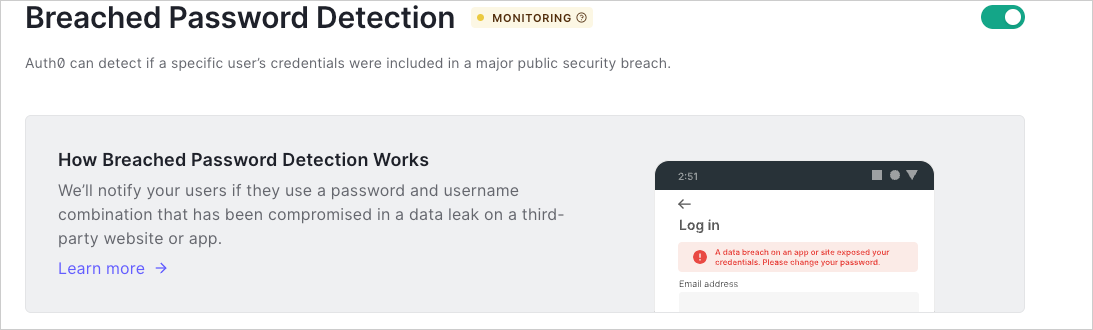 Breached Password Detection MONITORING
Auth0 can detect if a specific user's credentials were included in a major public security breach.
How Breached Password Detection Works
We'll notify your users if they use a password and username
combination that has been compromised in a data leak on a third-
party website or app.
Learn more →
2:51
Log in
A data breach on an app or site exposed your
credentials. Please change your password.
Email address